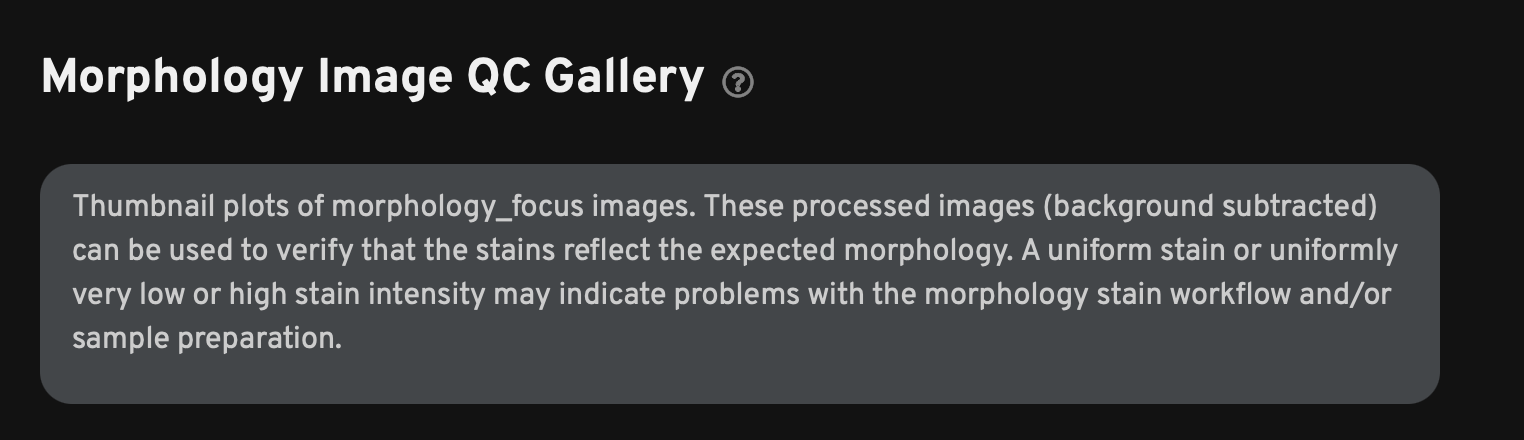 Morphology Image QC Gallery ?
Thumbnail plots of morphology_focus images. These processed images (background subtracted)
can be used to verify that the stains reflect the expected morphology. A uniform stain or uniformly
very low or high stain intensity may indicate problems with the morphology stain workflow and/or
sample preparation.